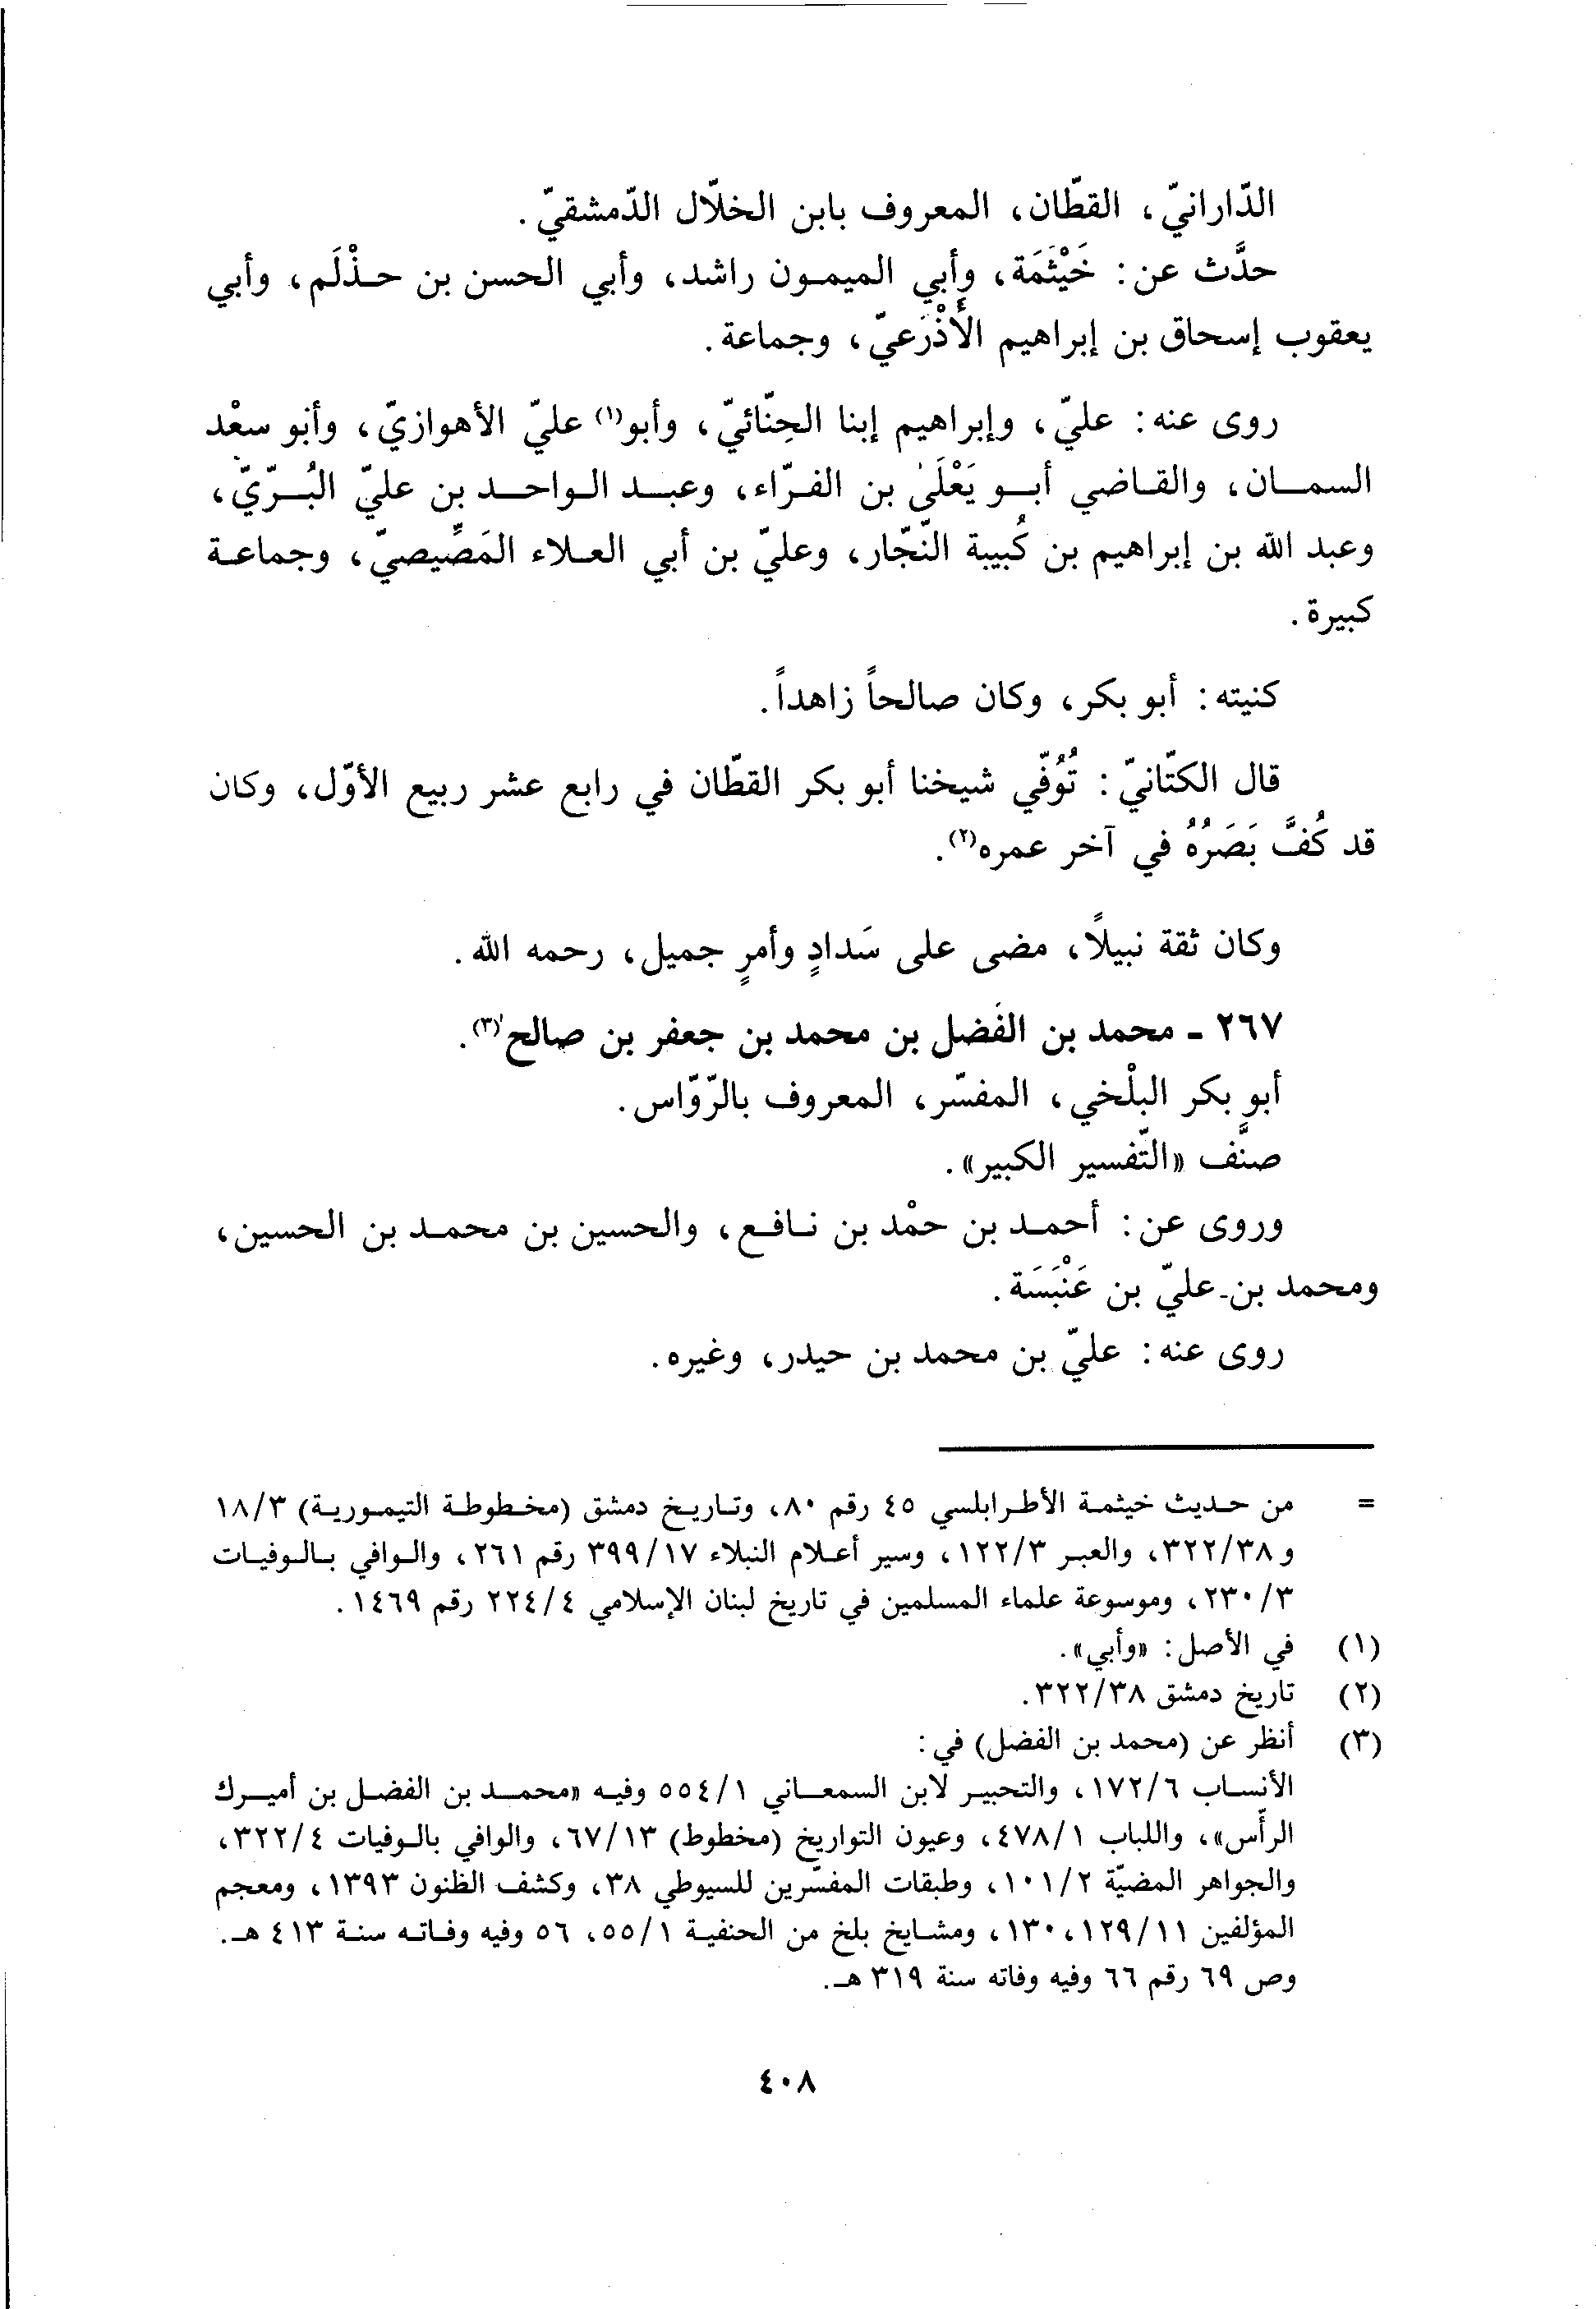 الدّارانيّ، القطّان، المعروف بابن الخلّال الدّمشقيّ.
حدَّث عن: خَيْثَمَة، وأبي الميمون راشد، وأبي الحسن بن حذْلَم، وأبي
يعقوب إسحاق بن إبراهيم الأَذْرَعيّ، وجماعة.
روى عنه: عليّ، وإبراهيم إبنا الحِنّائيّ، وأبو(١) عليّ الأهوازيّ، وأبو سعْد
السمان، والقاضي أبو يَعْلَىٰ بن الفرّاء، وعبد الواحد بن عليّ البُرّيّ،
وعبد الله بن إبراهيم بن كُبيبة النّجّار، وعليّ بن أبي العلاء المَصِّيصيّ، وجماعة
كبيرة.
كنيته: أبو بكر، وكان صالحاً زاهداً.
قال الكتّانيّ: تُوُفّي شيخنا أبو بكر القطّان في رابع عشر ربيع الأوّل، وكان
قد كُفَّ بَصَرُهُ في آخر عمره(٢).
وكان ثقة نبيلاً، مضى على سَدادٍ وأمرٍ جميل، رحمه الله.
٢٦٧ - محمد بن الفَضل بن محمد بن جعفر بن صالح(٣).
أبو بكر البلْخي، المفسّر، المعروف بالرّوّاس.
صنَّف «التّفسير الكبير».
وروى عن: أحمد بن حمْد بن نافع، والحسين بن محمد بن الحسين،
ومحمد بن عليّ بن عَنْبَسَة.
روى عنه: عليّ بن محمد بن حيدر، وغيره.
= من حديث خيثمة الأطرابلسي ٤٥ رقم ٨٠، وتاريخ دمشق (مخطوطة التيمورية) ١٨/٣
و ٣٢٢/٣٨، والعبر ١٢٢/٣، وسير أعلام النبلاء ٣٩٩/١٧ رقم ٢٦١، والوافي بالوفيات
٢٣٠/٣، وموسوعة علماء المسلمين في تاريخ لبنان الإسلامي ٢٢٤/٤ رقم ١٤٦٩.
(١) في الأصل: «وأبي».
(٢) تاريخ دمشق ٣٢٢/٣٨.
(٣) أنظر عن (محمد بن الفضل) في:
الأنساب ١٧٢/٦، والتحبير لابن السمعاني ٥٥٤/١ وفيه «محمد بن الفضل بن أميرك
الرأس»، واللباب ٤٧٨/١، وعيون التواريخ (مخطوط) ٦٧/١٣، والوافي بالوفيات ٣٢٢/٤،
والجواهر المضيّة ١٠١/٢، وطبقات المفسّرين للسيوطي ٣٨، وكشف الظنون ١٣٩٣، ومعجم
المؤلفين ١٢٩/١١، ١٣٠، ومشايخ بلخ من الحنفية ٥٥/١، ٥٦ وفيه وفاته سنة ٤١٣ هـ.
وص ٦٩ رقم ٦٦ وفيه وفاته سنة ٣١٩ هـ.
٤٠٨